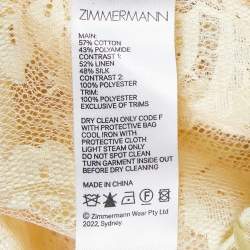 ZIMMERMANN
MAIN:
57% COTTON
43% POLYAMIDE
CONTRAST 1:
52% LINEN
48% SILK
CONTRAST 2:
100% POLYESTER
TRIM:
100% POLYESTER
EXCLUSIVE OF TRIMS
DRY CLEAN ONLY CODE F
WITH PROTECTIVE BAG
COOL IRON WITH
PROTECTIVE CLOTH
LIGHT STEAM ONLY
DO NOT SPOT CLEAN
TURN GARMENT INSIDE OUT
BEFORE DRY CLEANING
MADE IN CHINA
© Zimmermann Wear Pty Ltd
2022, Sydney